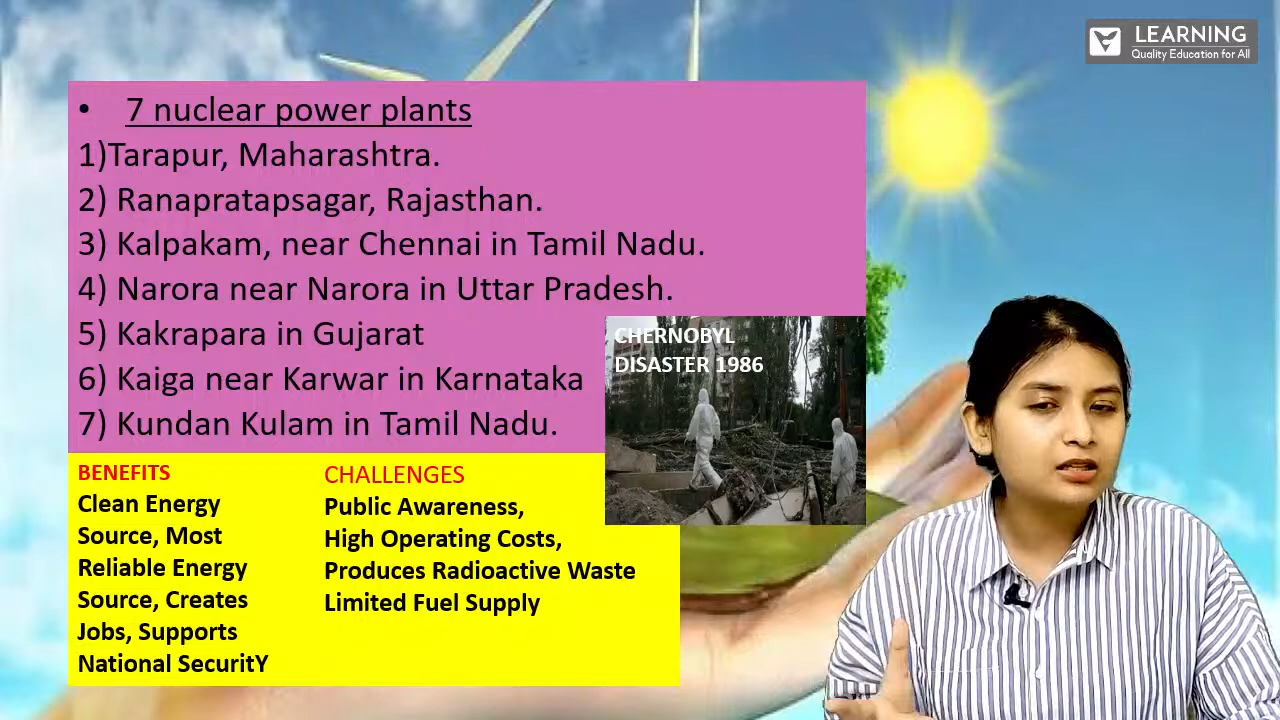 LEARNING
Quality Education for All
• 7 nuclear power plants
1)Tarapur, Maharashtra.
2) Ranapratapsagar, Rajasthan.
3) Kalpakam, near Chennai in Tamil Nadu.
4) Narora near Narora in Uttar Pradesh.
5) Kakrapara in Gujarat
6) Kaiga near Karwar in Karnataka
7) Kundan Kulam in Tamil Nadu.
CHERNOBYL
DISASTER 1986
BENEFITS
Clean Energy
Source, Most
Reliable Energy
Source, Creates
Jobs, Supports
National SecuritY
CHALLENGES
Public Awareness,
High Operating Costs,
Produces Radioactive Waste
Limited Fuel Supply